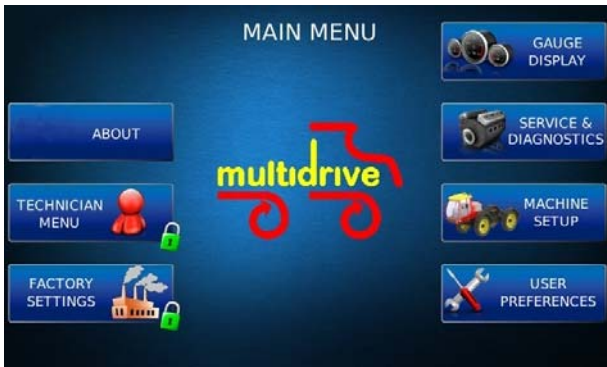 MAIN MENU
GAUGE
DISPLAY
ABOUT
SERVICE &
DIAGNOSTICS
multidrive
TECHNICIAN
MENU
MACHINE
SETUP
FACTORY
SETTINGS
USER
PREFERENCES